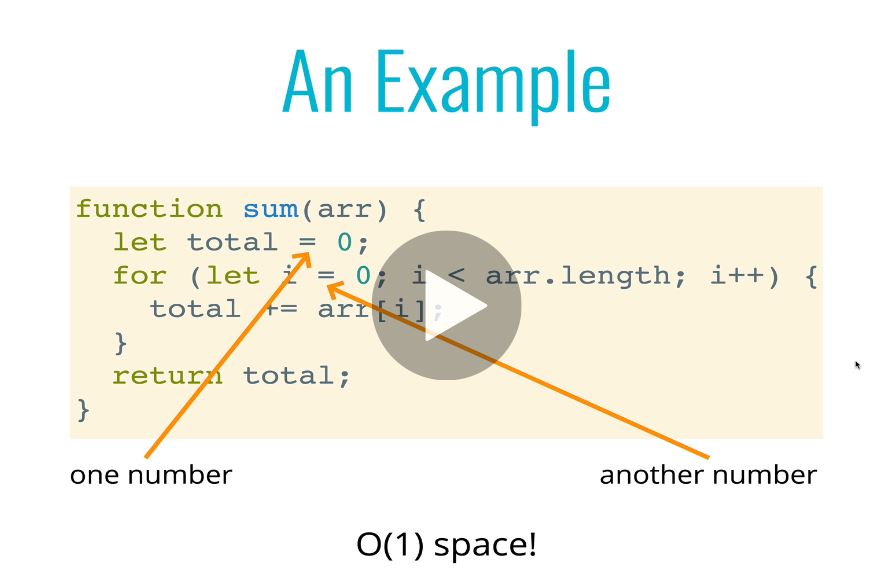 An Example
function sum(arr) {
  let total = 0;
  for (let i = 0; i < arr.length; i++) {
    total += arr[i];
  }
  return total;
}
one number
another number
O(1) space!